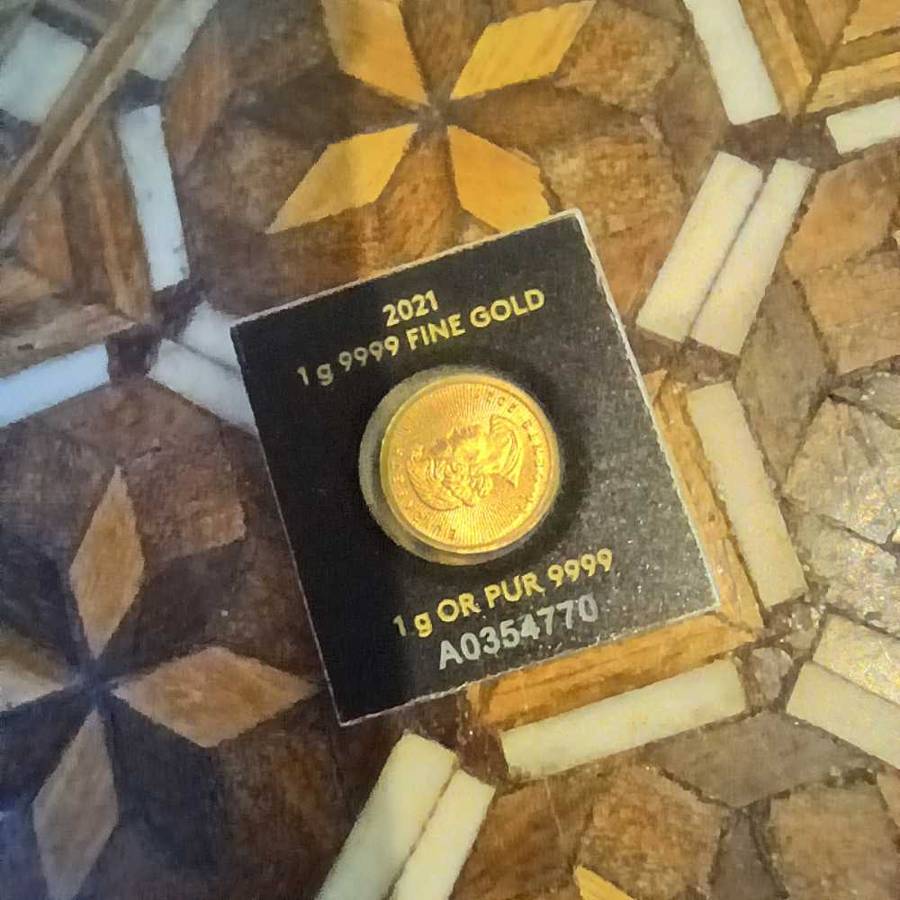 2021
1 g 9999 FINE GOLD
1 g OR PUR 9999
A0354770